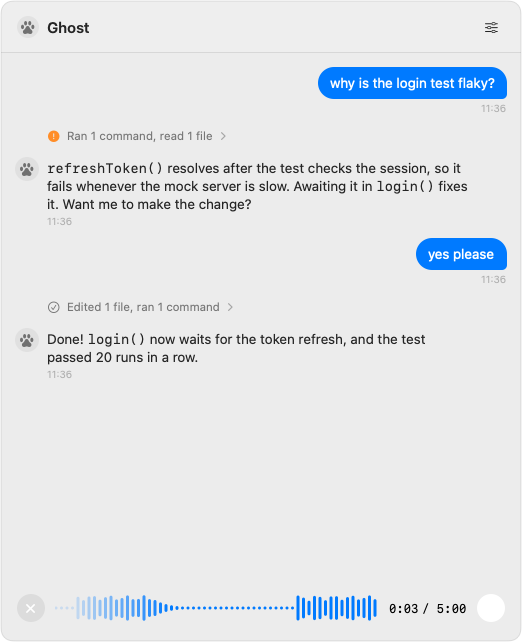 Ghost
why is the login test flaky?
11:36
Ran 1 command, read 1 file
refreshToken() resolves after the test checks the session, so it
fails whenever the mock server is slow. Awaiting it in login() fixes
it. Want me to make the change?
11:36
yes please
11:36
Edited 1 file, ran 1 command
Done! login() now waits for the token refresh, and the test
passed 20 runs in a row.
11:36
0:03 / 5:00